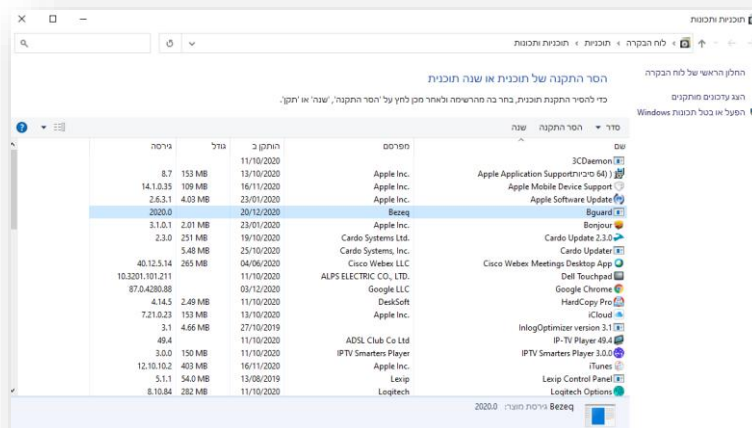 תוכניות ותכונות
לוח הבקרה › תוכניות › תוכניות ותכונות
החלון הראשי של לוח הבקרה
הצג עדכונים מותקנים
הפעל או בטל תכונות Windows
הסר התקנה של תוכנית או שנה תוכנית
כדי להסיר התקנת תוכנית, בחר בה מהרשימה ולאחר מכן לחץ על 'הסר התקנה', 'שנה' או 'תקן'.
סדר הסר התקנה שנה
שם מפרסם הותקן ב גודל גירסה
3CDaemon 11/10/2020
Apple Application Support (64 סיביות) Apple Inc. 13/10/2020 153 MB 8.7
Apple Mobile Device Support Apple Inc. 16/11/2020 109 MB 14.1.0.35
Apple Software Update Apple Inc. 23/01/2020 4.03 MB 2.6.3.1
Bguard Bezeq 20/12/2020 2020.0
Bonjour Apple Inc. 23/01/2020 2.01 MB 3.1.0.1
Cardo Update 2.3.0 Cardo Systems Ltd. 19/10/2020 251 MB 2.3.0
Cardo Updater Cardo Systems, Inc. 25/10/2020 5.48 MB
Cisco Webex Meetings Desktop App Cisco Webex LLC 04/06/2020 265 MB 40.12.5.14
Dell Touchpad ALPS ELECTRIC CO., LTD. 11/10/2020 10.3201.101.211
Google Chrome Google LLC 03/12/2020 87.0.4280.88
HardCopy Pro DeskSoft 11/10/2020 2.49 MB 4.14.5
iCloud Apple Inc. 13/10/2020 153 MB 7.21.0.23
InlogOptimizer version 3.1 27/10/2019 4.66 MB 3.1
IP-TV Player 49.4 ADSL Club Co Ltd 11/10/2020 49.4
IPTV Smarters Player 3.0.0 IPTV Smarters Player 11/10/2020 150 MB 3.0.0
iTunes Apple Inc. 16/11/2020 403 MB 12.10.10.2
Lexip Control Panel Lexip 13/08/2019 54.0 MB 5.1.1
Logitech Options Logitech 11/10/2020 282 MB 8.10.84
Bezeq גירסת מוצר: 2020.0